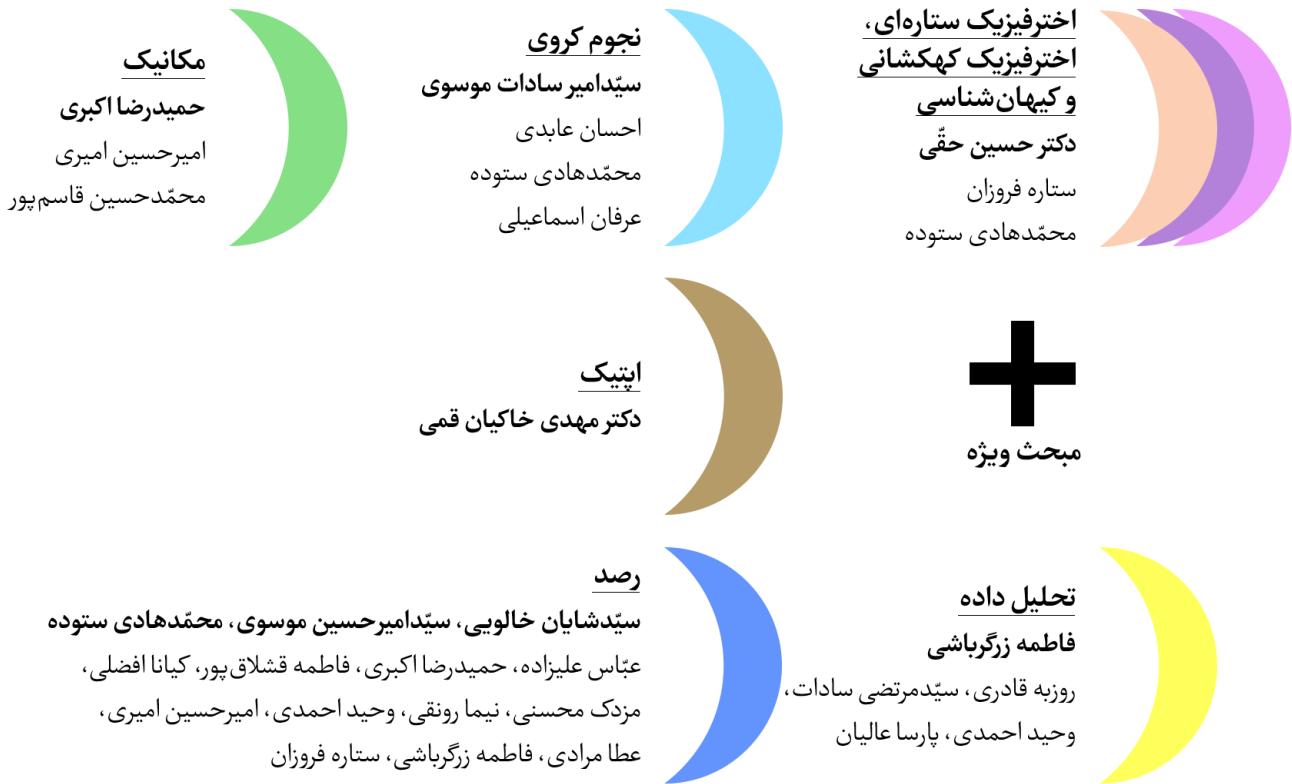 اخترفیزیک ستاره‌ای،
اخترفیزیک کهکشانی
و کیهان‌شناسی
دکتر حسین حقّی
ستاره فروزان
محمّدهادی ستوده
نجوم کروی
سیّدامیر سادات موسوی
احسان عابدی
محمّدهادی ستوده
عرفان اسماعیلی
مکانیک
حمیدرضا اکبری
امیرحسین امیری
محمّدحسین قاسم‌پور
مبحث ویژه
اپتیک
دکتر مهدی خاکیان قمی
تحلیل داده
فاطمه زرگرباشی
روزبه قادری، سیّدمرتضی سادات،
وحید احمدی، پارسا عالیان
رصد
سیّدشایان خالویی، سیّدامیرحسین موسوی، محمّدهادی ستوده
عبّاس علیزاده، حمیدرضا اکبری، فاطمه قشلاق‌پور، کیانا افضلی،
مزدک محسنی، نیما رونقی، وحید احمدی، امیرحسین امیری،
عطا مرادی، فاطمه زرگرباشی، ستاره فروزان